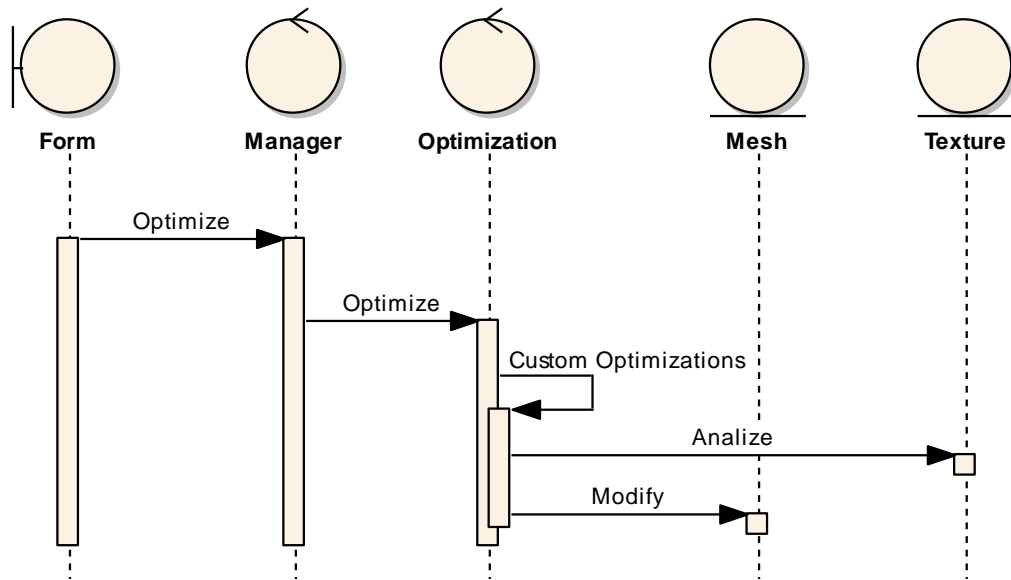 Form
Manager
Optimization
Mesh
Texture
Optimize
Optimize
Custom Optimizations
Analize
Modify